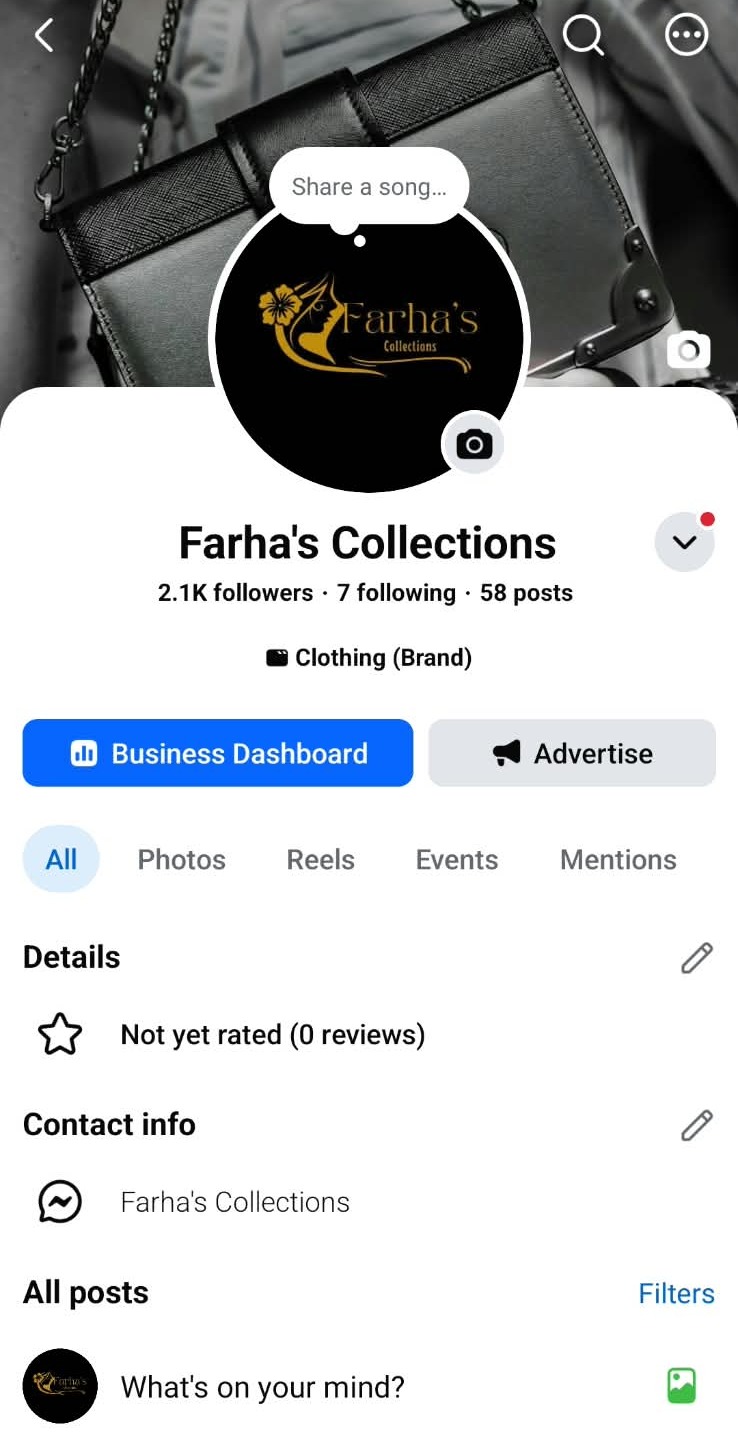 Share a song...
Farha's
Collections
Farha's Collections
2.1K followers · 7 following · 58 posts
Clothing (Brand)
Business Dashboard
Advertise
All Photos Reels Events Mentions
Details
Not yet rated (0 reviews)
Contact info
Farha's Collections
All posts Filters
Farha's
What's on your mind?